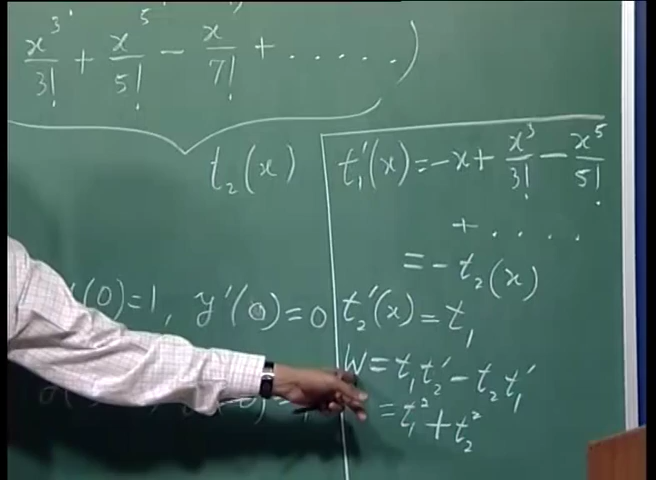 x³/3! + x⁵/5! − x/7! + . . . . . )
t₂(x)
y'(0)=1, y'(0)=0
t₁'(x)=−x+x³/3!−x⁵/5!
+ . . . .
=−t₂(x)
t₂'(x)=t₁
W=t₁t₂'−t₂t₁'
=t₁²+t₂²